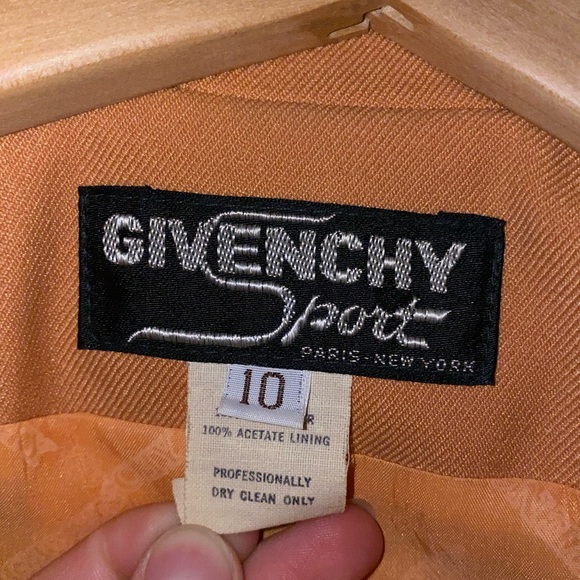 GIVENCHY
Sport
PARIS-NEW YORK
10
100% ACETATE LINING
PROFESSIONALLY
DRY CLEAN ONLY